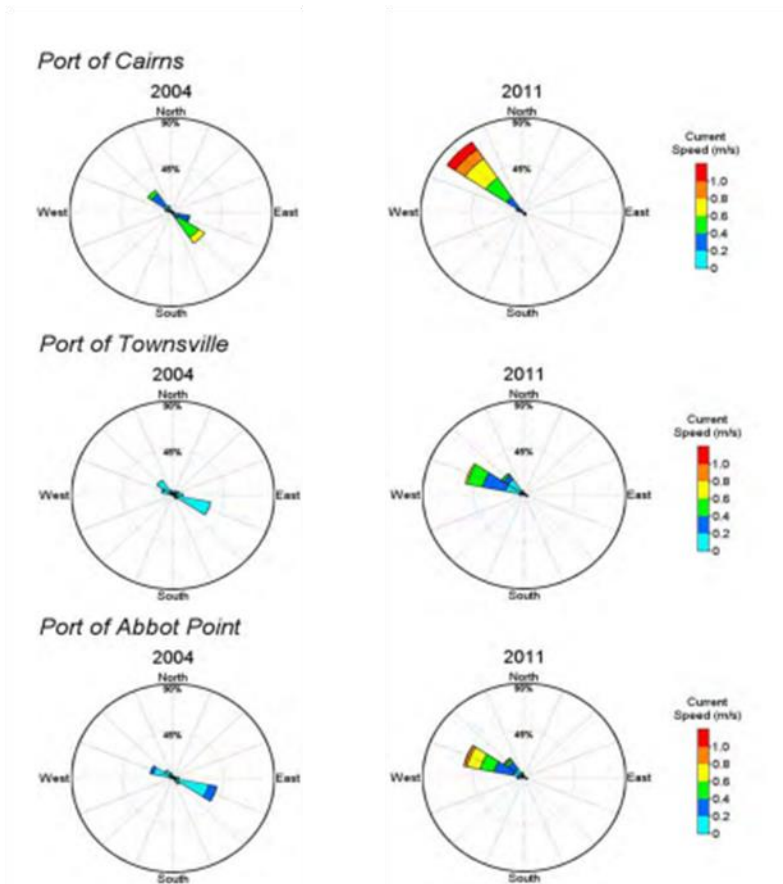 Port of Cairns
2004
2011
North
90%
45%
West
East
South
North
90%
45%
West
East
South
Current
Speed (m/s)
1.0
0.8
0.6
0.4
0.2
0
Port of Townsville
2004
2011
North
90%
45%
West
East
South
North
90%
45%
West
East
South
Current
Speed (m/s)
1.0
0.8
0.6
0.4
0.2
0
Port of Abbot Point
2004
2011
North
90%
45%
West
East
South
North
90%
45%
West
East
South
Current
Speed (m/s)
1.0
0.8
0.6
0.4
0.2
0